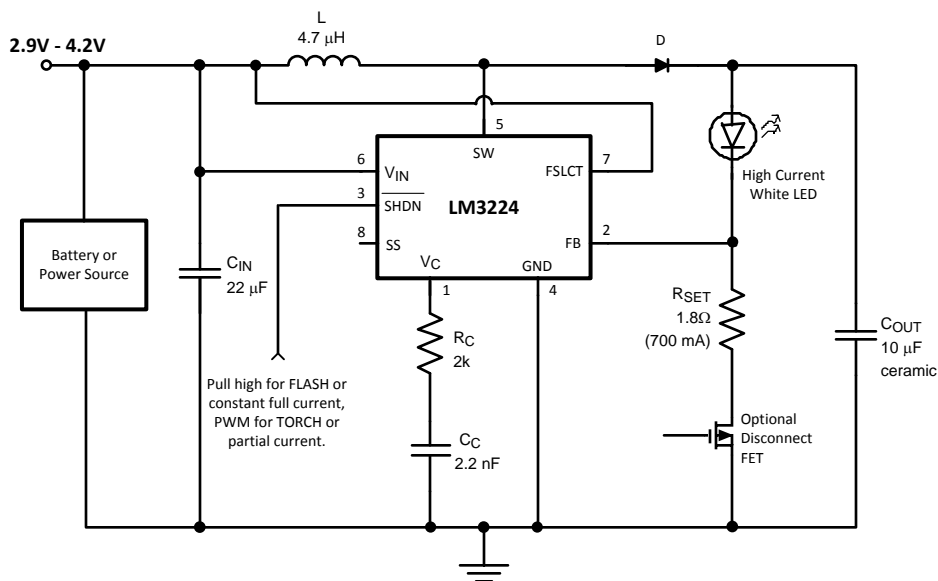 L
4.7 μH
2.9V - 4.2V
D
5
SW
6
VIN
FSLCT
7
3
SHDN
LM3224
8
SS
FB
2
VC
GND
1
4
High Current
White LED
Battery or
Power Source
CIN
22 μF
RC
2k
RSET
1.8Ω
(700 mA)
COUT
10 μF
ceramic
Pull high for FLASH or
constant full current,
PWM for TORCH or
partial current.
CC
2.2 nF
Optional
Disconnect
FET